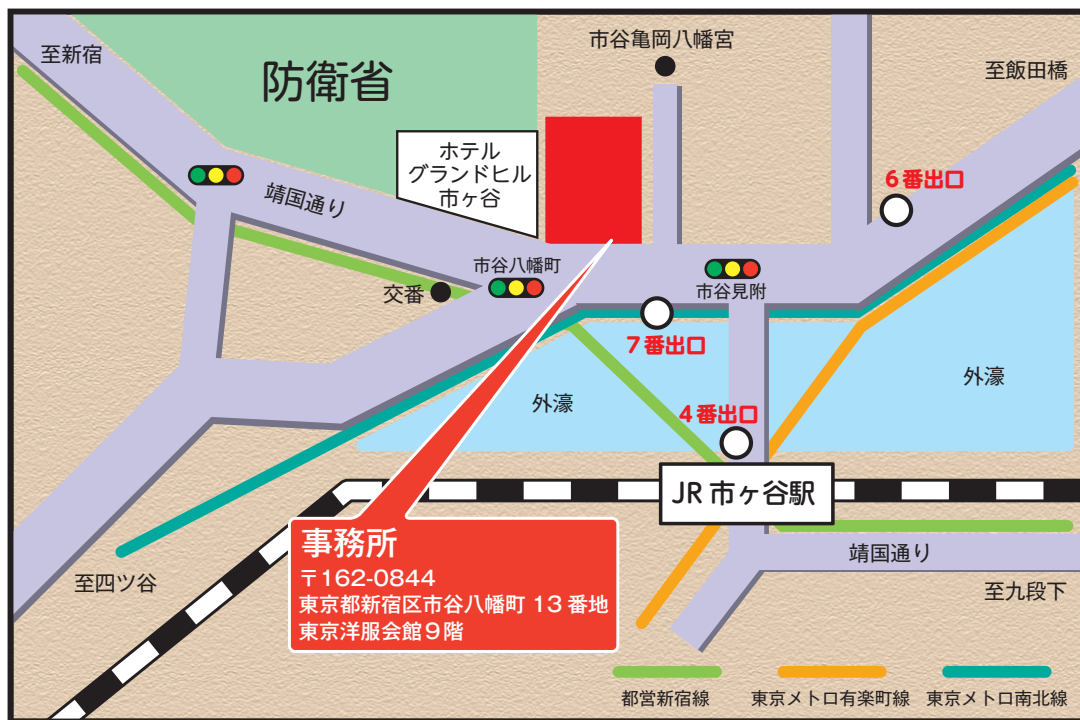 至新宿
防衛省
市谷亀岡八幡宮
至飯田橋
ホテル
グランドヒル
市ヶ谷
靖国通り
6番出口
市谷八幡町
交番
市谷見附
7番出口
外濠
外濠
4番出口
JR市ヶ谷駅
事務所
〒162-0844
東京都新宿区市谷八幡町 13 番地
東京洋服会館9階
靖国通り
至四ツ谷
至九段下
都営新宿線
東京メトロ有楽町線
東京メトロ南北線